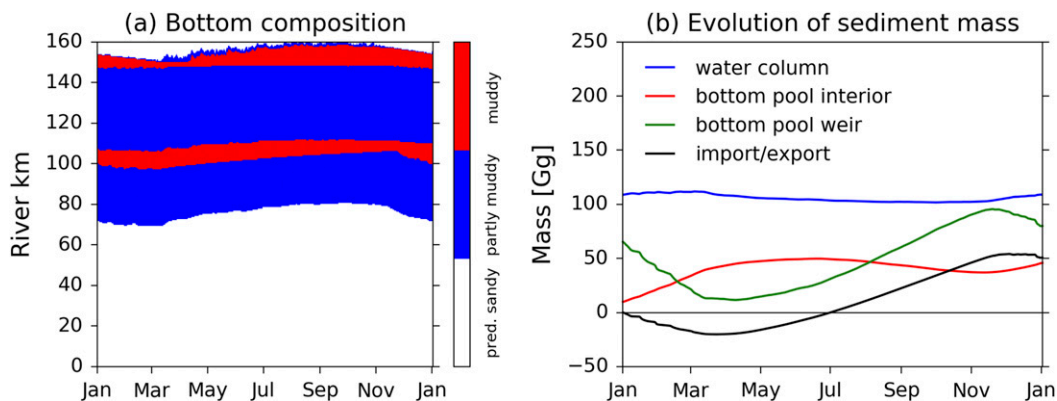 (a) Bottom composition
River km
160
140
120
100
80
60
40
20
0
Jan Mar May Jul Sep Nov Jan
muddy
partly muddy
pred. sandy
(b) Evolution of sediment mass
Mass [Gg]
250
200
150
100
50
0
−50
water column
bottom pool interior
bottom pool weir
import/export
Jan Mar May Jul Sep Nov Jan